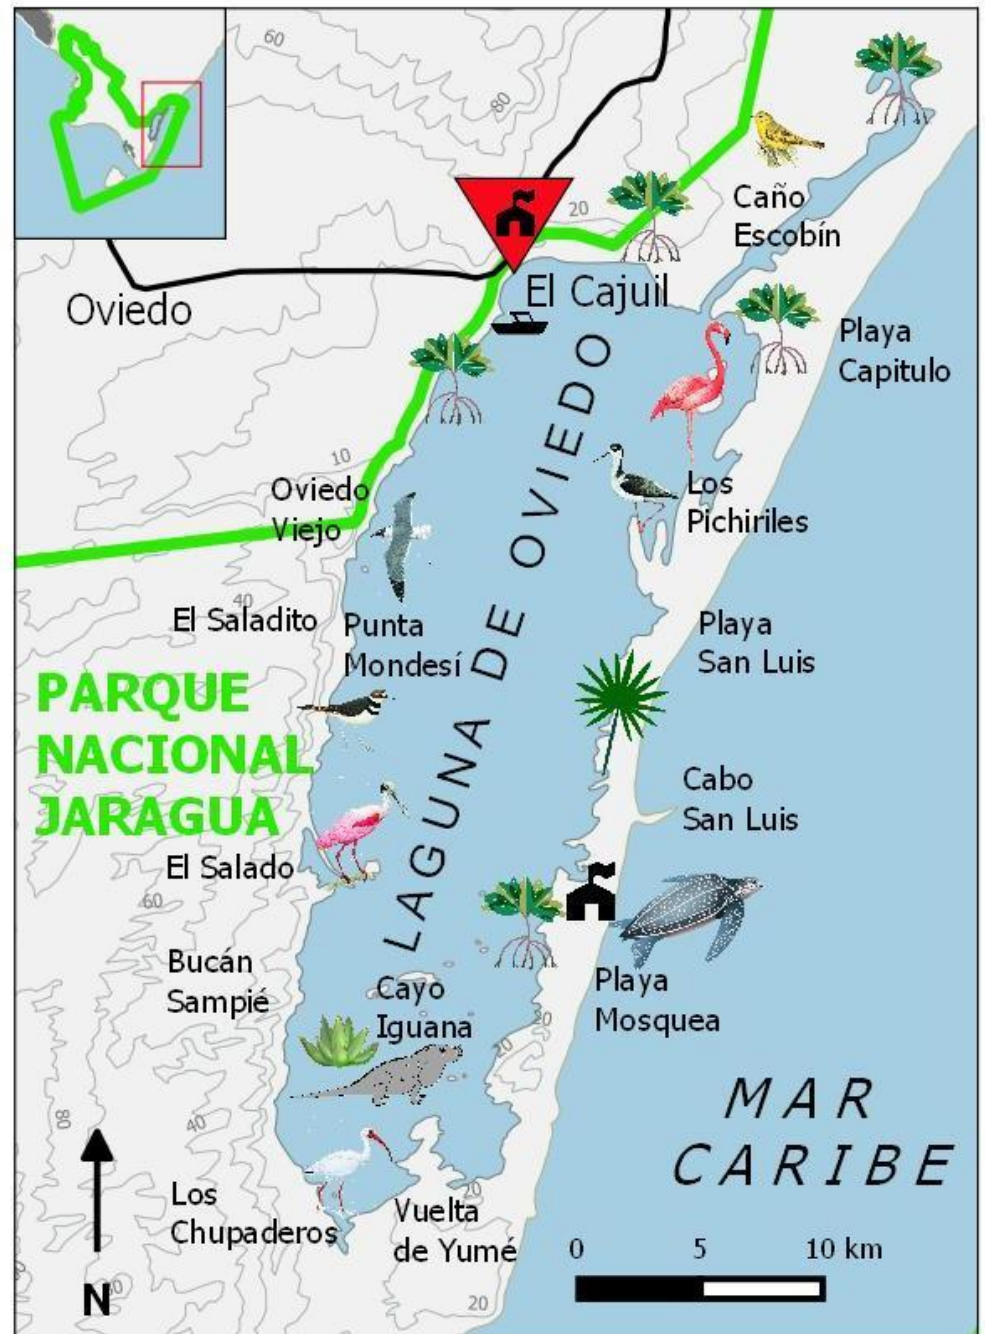 60
80
20
Caño
Escobín
El Cajuil
Oviedo
Playa
Capitulo
10
Oviedo
Viejo
Los
Pichiriles
40
El Saladito
Punta
Mondesí
Playa
San Luis
PARQUE
NACIONAL
JARAGUA
LAGUNA DE OVIEDO
Cabo
San Luis
El Salado
60
Bucán
Sampié
Cayo
Iguana
Playa
Mosquea
20
20
80
40
MAR
CARIBE
Los
Chupaderos
Vuelta
de Yumé
0 5 10 km
N
20